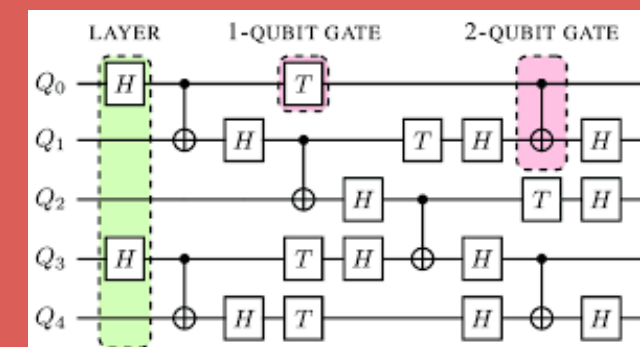 LAYER 1-QUBIT GATE 2-QUBIT GATE
Q₀ H T
Q₁ H T H H
Q₂ H T H
Q₃ H T H H
Q₄ H T H H